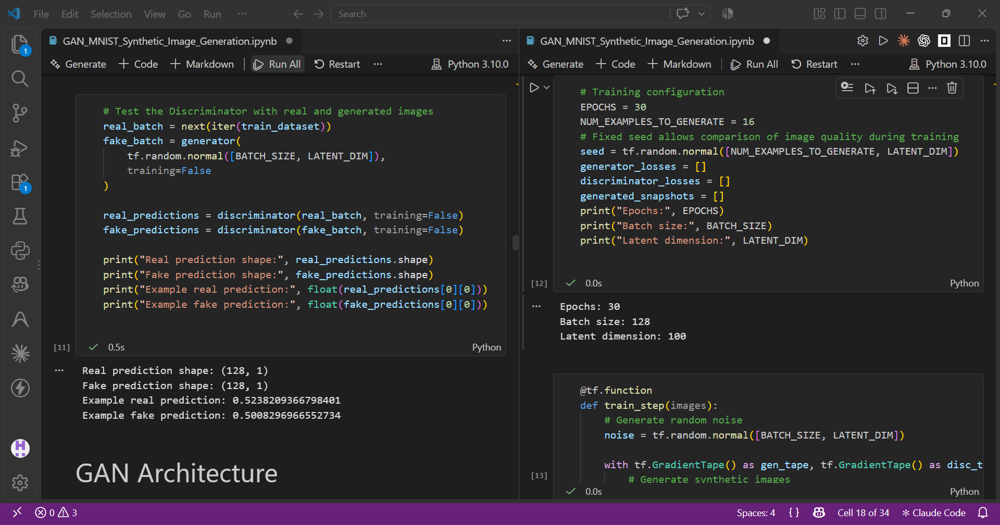 File Edit Selection View Go Run ··· Search
1
1
GAN_MNIST_Synthetic_Image_Generation.ipynb
Generate Code Markdown Run All Restart ··· Python 3.10.0
# Test the Discriminator with real and generated images
real_batch = next(iter(train_dataset))
fake_batch = generator(
    tf.random.normal([BATCH_SIZE, LATENT_DIM]),
    training=False
)
real_predictions = discriminator(real_batch, training=False)
fake_predictions = discriminator(fake_batch, training=False)
print("Real prediction shape:", real_predictions.shape)
print("Fake prediction shape:", fake_predictions.shape)
print("Example real prediction:", float(real_predictions[0][0]))
print("Example fake prediction:", float(fake_predictions[0][0]))
[11] 0.5s Python
Real prediction shape: (128, 1)
Fake prediction shape: (128, 1)
Example real prediction: 0.5238209366798401
Example fake prediction: 0.5008296966552734
GAN Architecture
GAN_MNIST_Synthetic_Image_Generation.ipynb
Generate Code Markdown Run All Restart ··· Python 3.10.0
# Training configuration
EPOCHS = 30
NUM_EXAMPLES_TO_GENERATE = 16
# Fixed seed allows comparison of image quality during training
seed = tf.random.normal([NUM_EXAMPLES_TO_GENERATE, LATENT_DIM])
generator_losses = []
discriminator_losses = []
generated_snapshots = []
print("Epochs:", EPOCHS)
print("Batch size:", BATCH_SIZE)
print("Latent dimension:", LATENT_DIM)
[12] 0.0s Python
Epochs: 30
Batch size: 128
Latent dimension: 100
@tf.function
def train_step(images):
    # Generate random noise
    noise = tf.random.normal([BATCH_SIZE, LATENT_DIM])
    with tf.GradientTape() as gen_tape, tf.GradientTape() as disc_t
        # Generate synthetic images
[13] 0.0s Python
0 3 Spaces: 4 {} Cell 18 of 34 Claude Code